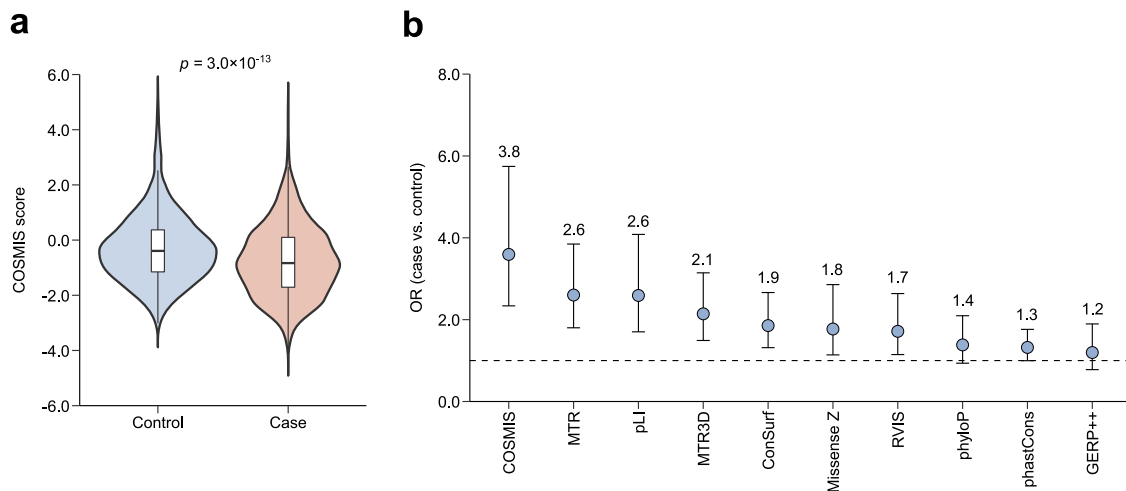 a
p = 3.0×10⁻¹³
COSMIS score
6.0
4.0
2.0
0.0
-2.0
-4.0
-6.0
Control
Case
b
OR (case vs. control)
8.0
6.0
4.0
2.0
0.0
3.8
2.6
2.6
2.1
1.9
1.8
1.7
1.4
1.3
1.2
COSMIS
MTR
pLI
MTR3D
ConSurf
Missense Z
RVIS
phyloP
phastCons
GERP++